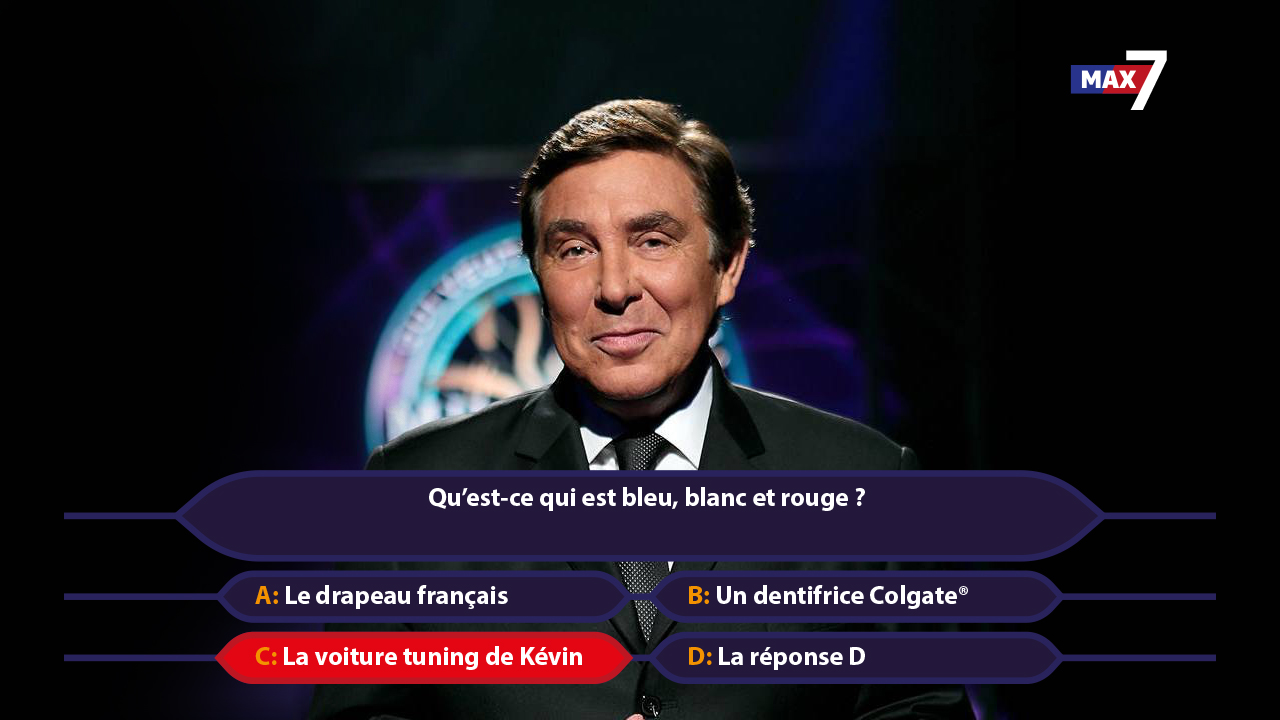 MAX 7
Qu’est-ce qui est bleu, blanc et rouge ?
A: Le drapeau français
B: Un dentifrice Colgate®
C: La voiture tuning de Kévin
D: La réponse D